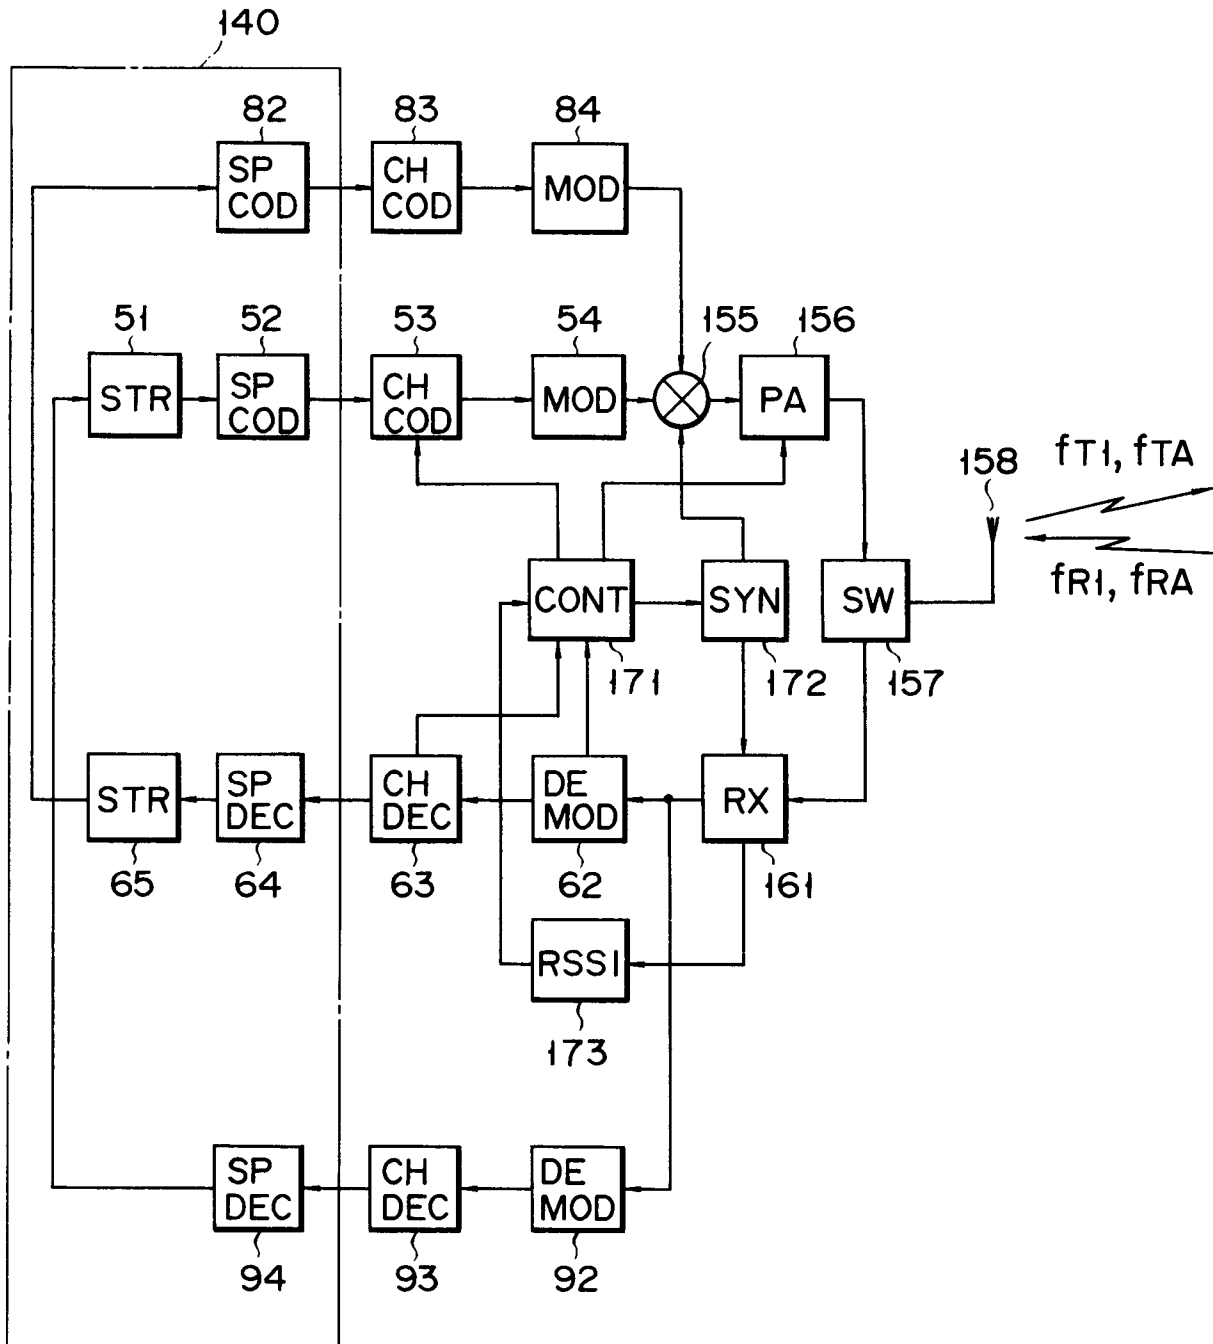 140
82 83 84
SP COD
CH COD
MOD
51 52 53 54 155 156
STR
SP COD
CH COD
MOD
PA
158
fT1, fTA
fR1, fRA
CONT
SYN
SW
171 172 157
STR
SP DEC
CH DEC
DE MOD
RX
65 64 63 62 161
RSSI
173
SP DEC
CH DEC
DE MOD
94 93 92